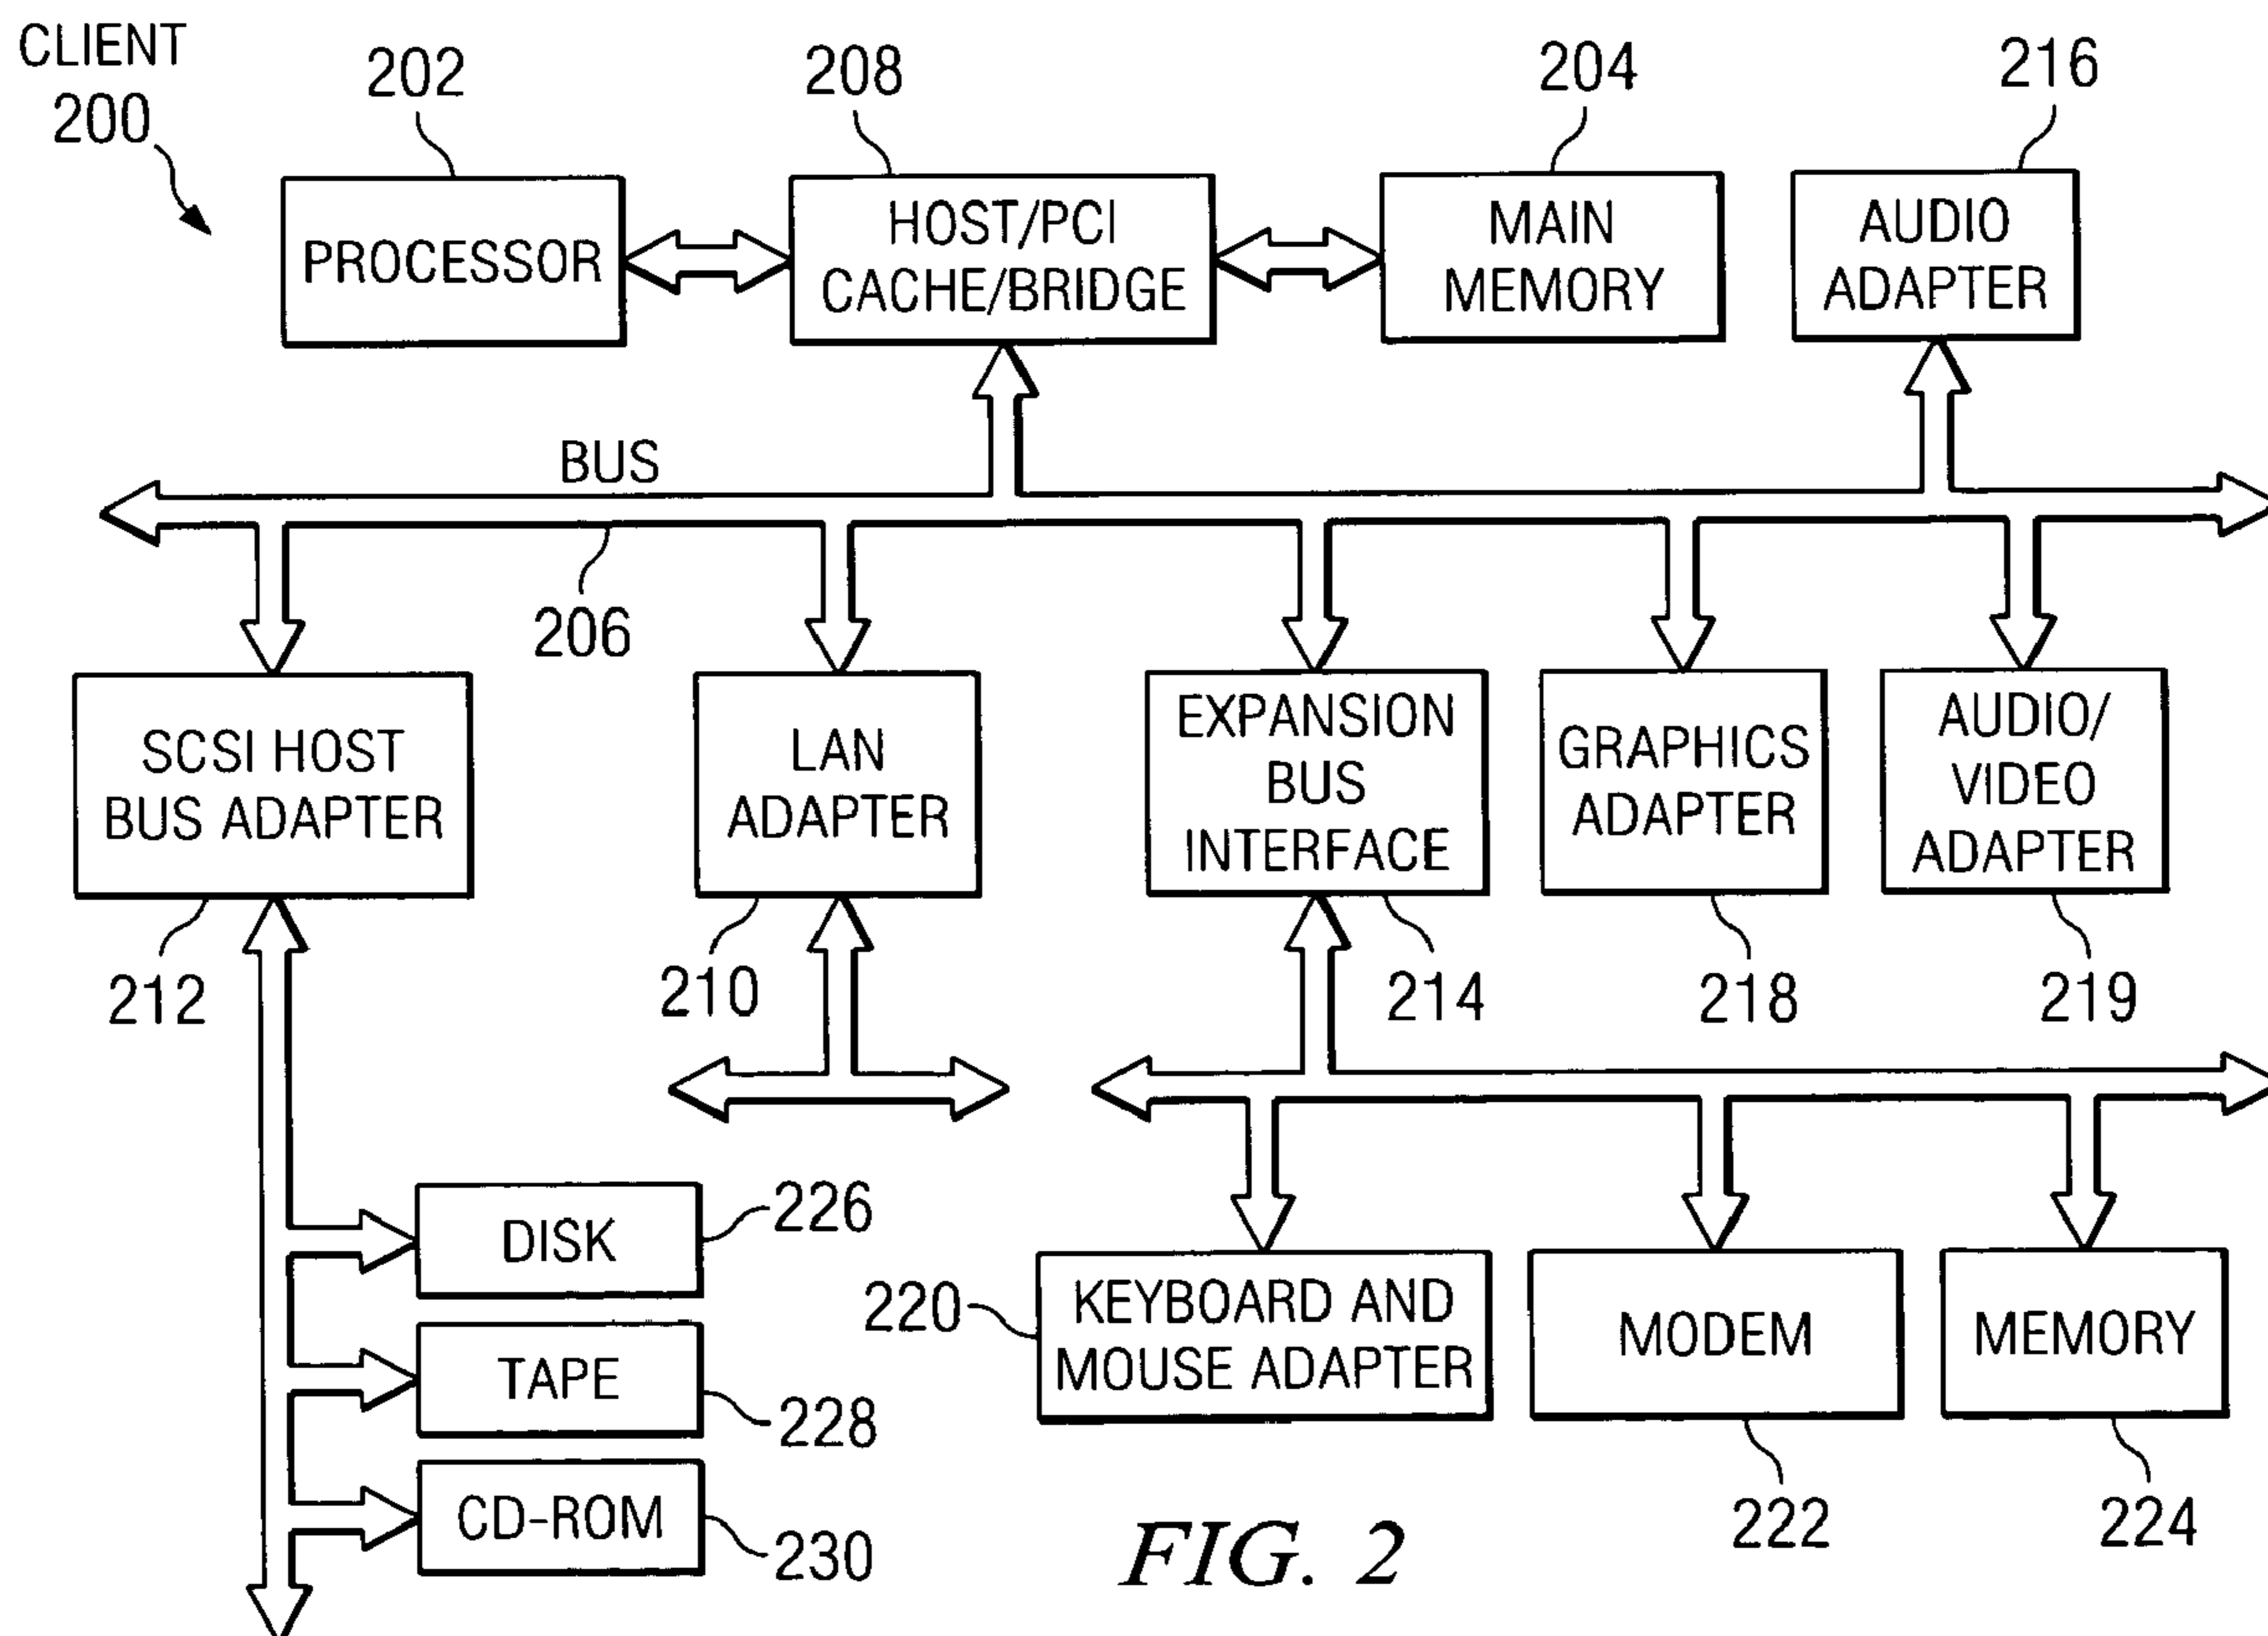 CLIENT
200
202
208
204
216
PROCESSOR
HOST/PCI
CACHE/BRIDGE
MAIN
MEMORY
AUDIO
ADAPTER
BUS
206
SCSI HOST
BUS ADAPTER
LAN
ADAPTER
EXPANSION
BUS
INTERFACE
GRAPHICS
ADAPTER
AUDIO/
VIDEO
ADAPTER
212
210
214
218
219
DISK
226
TAPE
228
CD-ROM
230
220
KEYBOARD AND
MOUSE ADAPTER
MODEM
MEMORY
222
224
FIG. 2